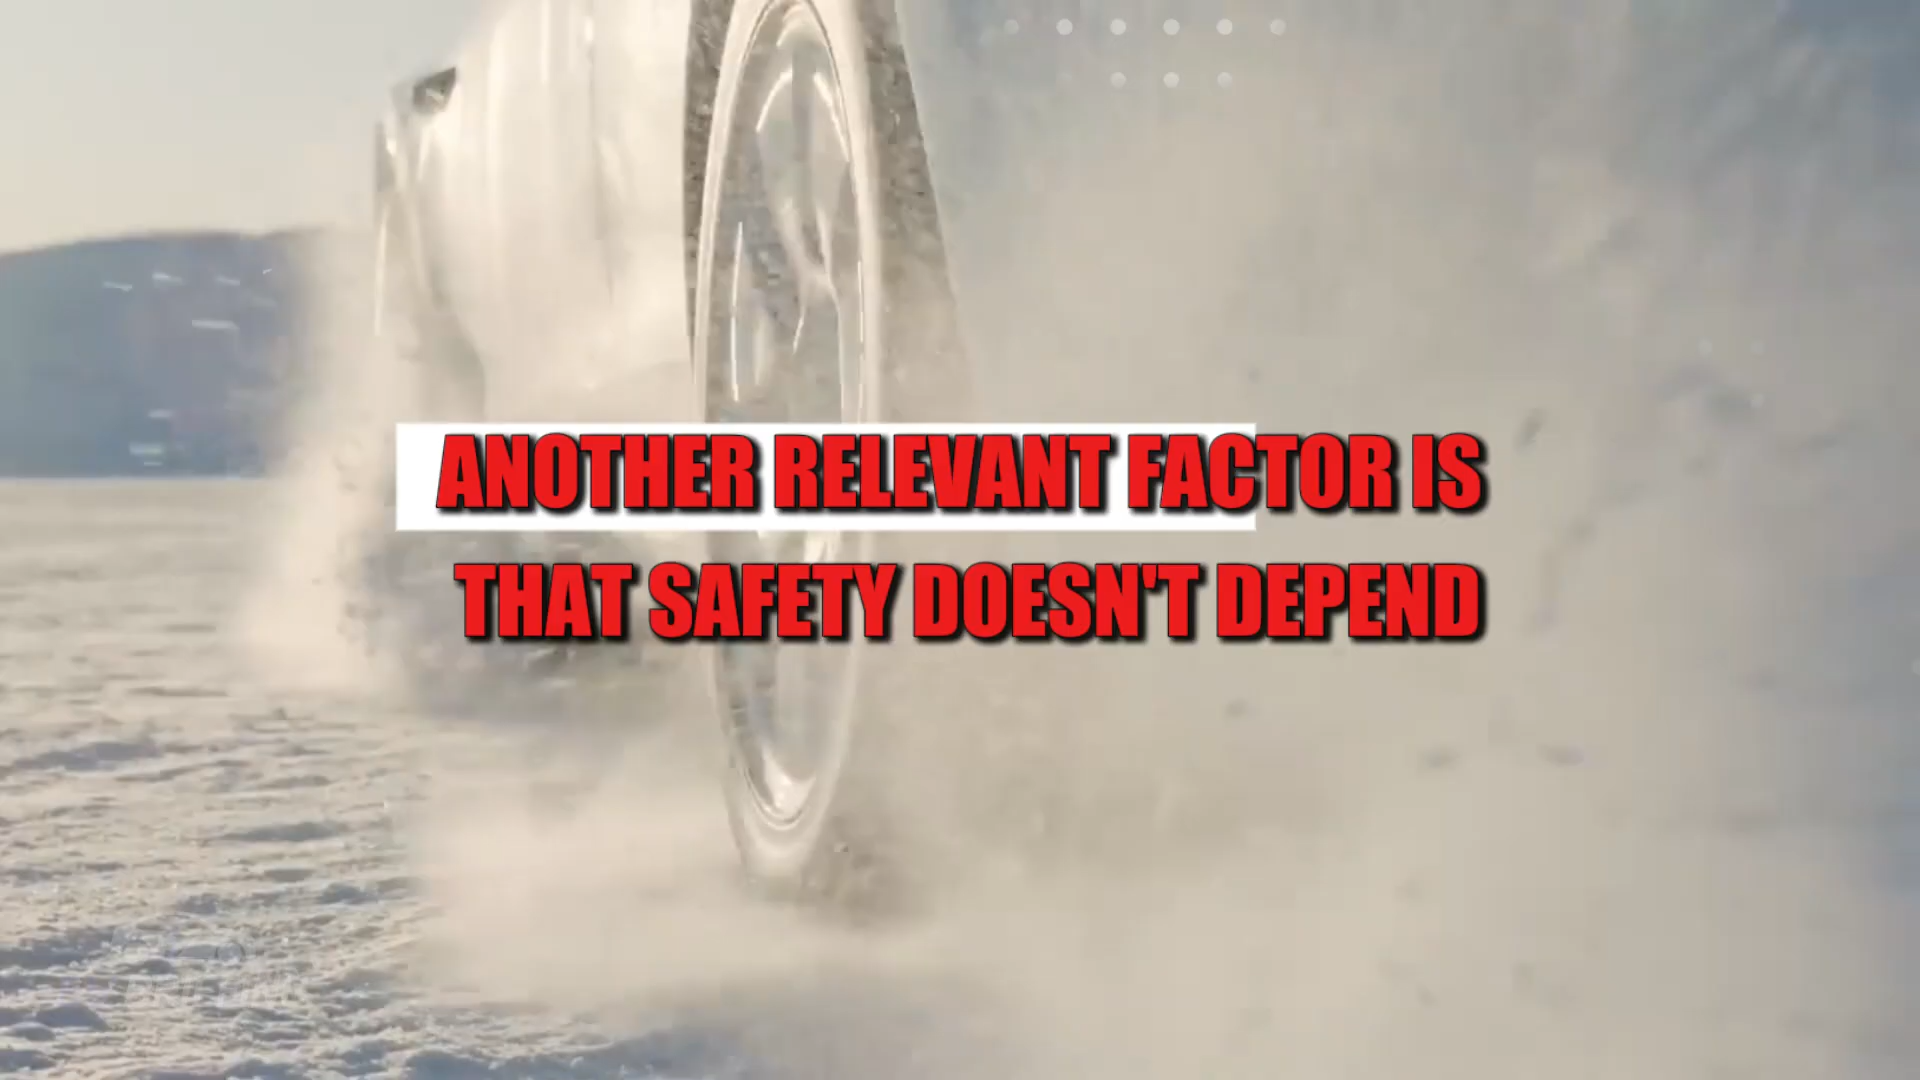 ANOTHER RELEVANT FACTOR IS
THAT SAFETY DOESN'T DEPEND